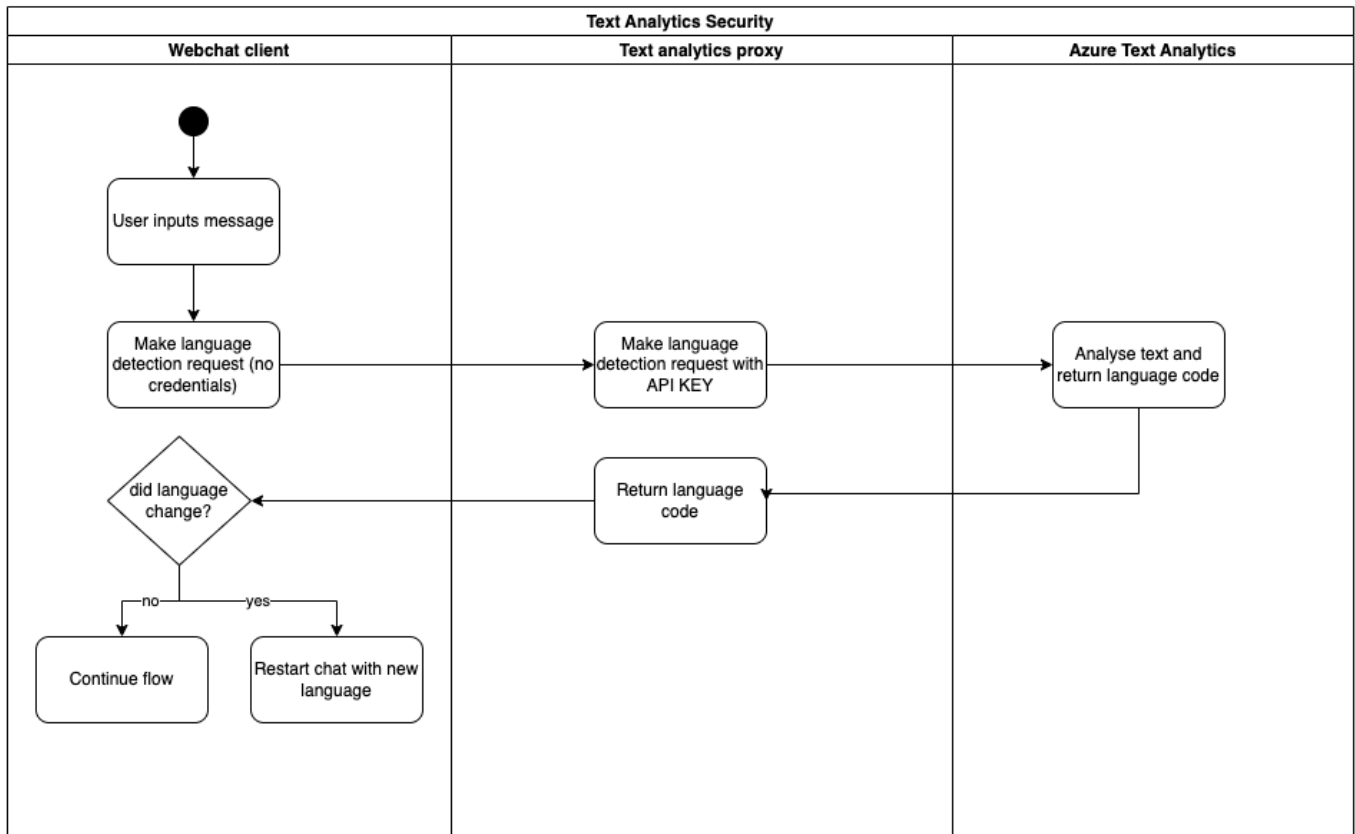 Text Analytics Security
Webchat client
Text analytics proxy
Azure Text Analytics
User inputs message
Make language
detection request (no
credentials)
Make language
detection request with
API KEY
Analyse text and
return language code
did language
change?
Return language
code
no
yes
Continue flow
Restart chat with new
language